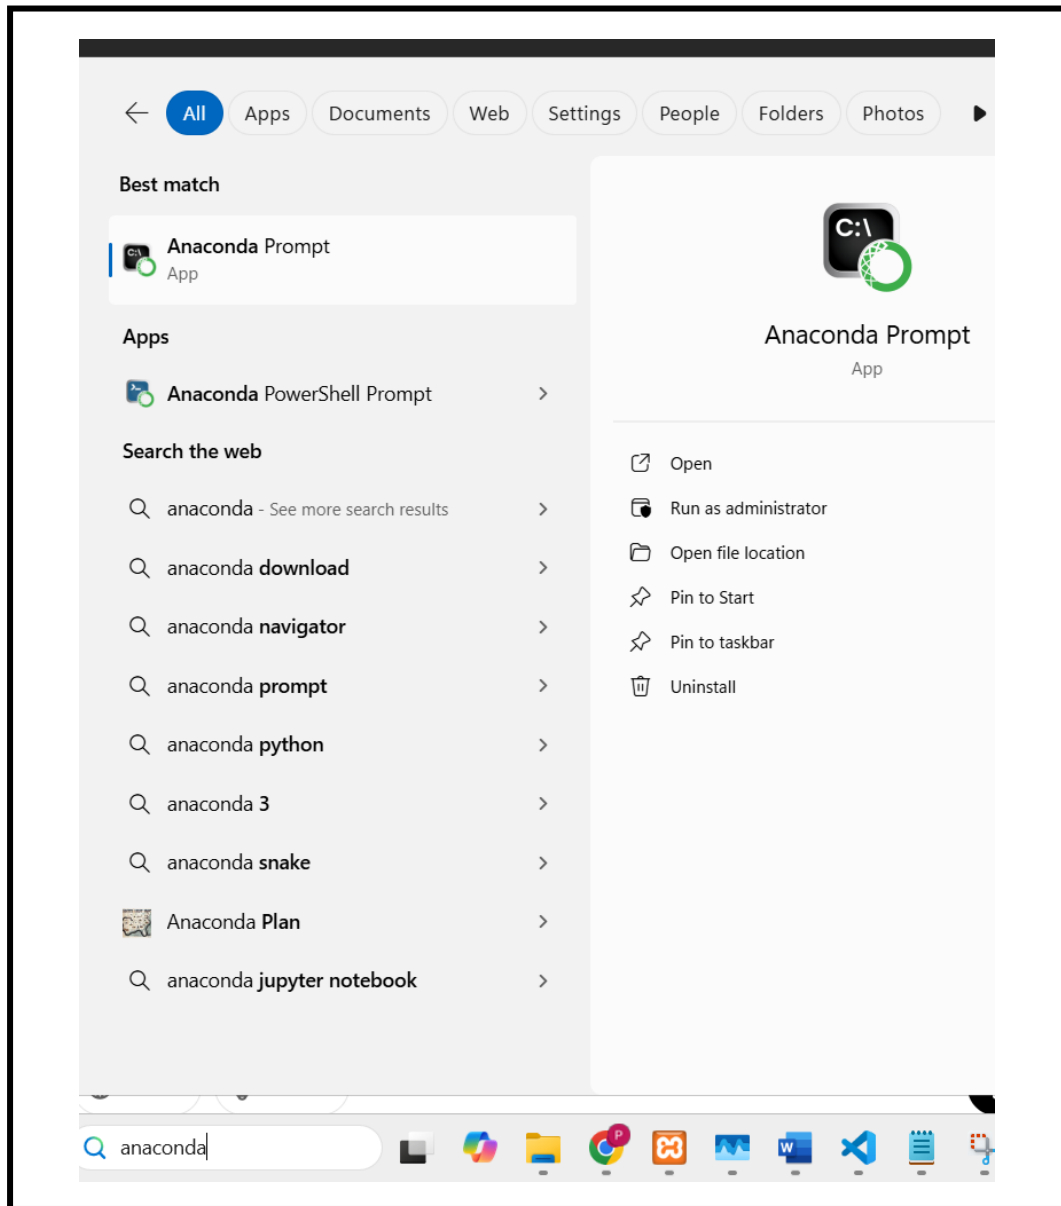 All Apps Documents Web Settings People Folders Photos
Best match
Anaconda Prompt
App
Apps
Anaconda PowerShell Prompt
Search the web
anaconda - See more search results
anaconda download
anaconda navigator
anaconda prompt
anaconda python
anaconda 3
anaconda snake
Anaconda Plan
anaconda jupyter notebook
C:\
Anaconda Prompt
App
Open
Run as administrator
Open file location
Pin to Start
Pin to taskbar
Uninstall
anaconda
P
W